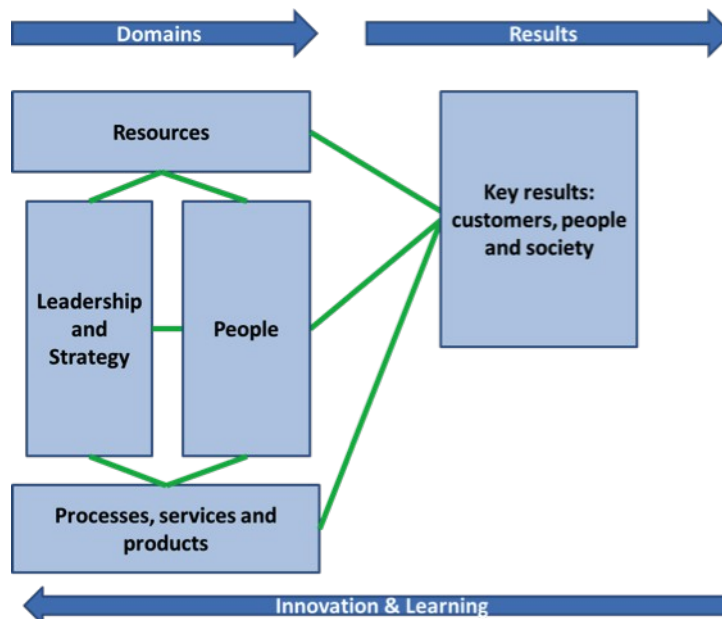 Domains
Results
Resources
Key results:
customers, people
and society
Leadership
and
Strategy
People
Processes, services and
products
Innovation & Learning